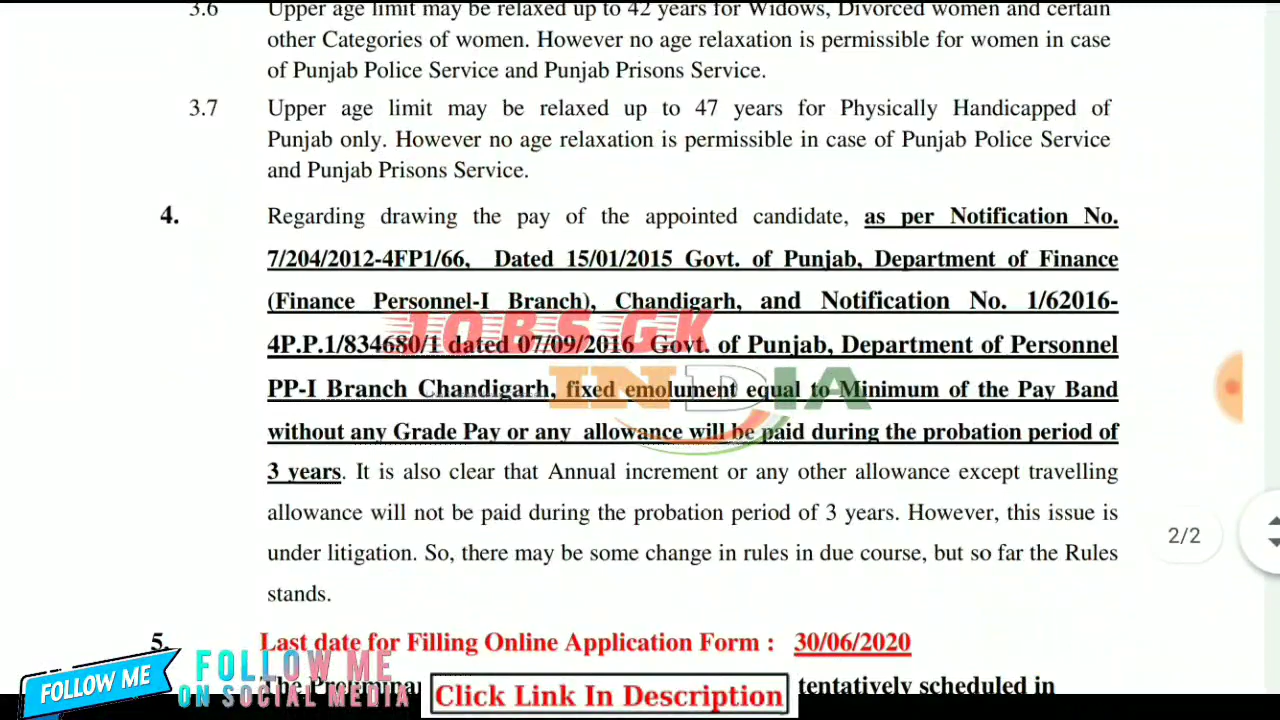 3.6 Upper age limit may be relaxed up to 42 years for Widows, Divorced women and certain
other Categories of women. However no age relaxation is permissible for women in case
of Punjab Police Service and Punjab Prisons Service.
3.7 Upper age limit may be relaxed up to 47 years for Physically Handicapped of
Punjab only. However no age relaxation is permissible in case of Punjab Police Service
and Punjab Prisons Service.
4. Regarding drawing the pay of the appointed candidate, as per Notification No.
7/204/2012-4FP1/66, Dated 15/01/2015 Govt. of Punjab, Department of Finance
(Finance Personnel-I Branch), Chandigarh, and Notification No. 1/62016-
JOBS GK
4P.P.1/834680/1 dated 07/09/2016 Govt. of Punjab, Department of Personnel
INDIA
PP-I Branch Chandigarh, fixed emolument equal to Minimum of the Pay Band
without any Grade Pay or any allowance will be paid during the probation period of
3 years. It is also clear that Annual increment or any other allowance except travelling
allowance will not be paid during the probation period of 3 years. However, this issue is
2/2
under litigation. So, there may be some change in rules in due course, but so far the Rules
stands.
5. Last date for Filling Online Application Form : 30/06/2020
FOLLOW ME
FOLLOW ME
ON SOCIAL MEDIA
tentatively scheduled in
Click Link In Description